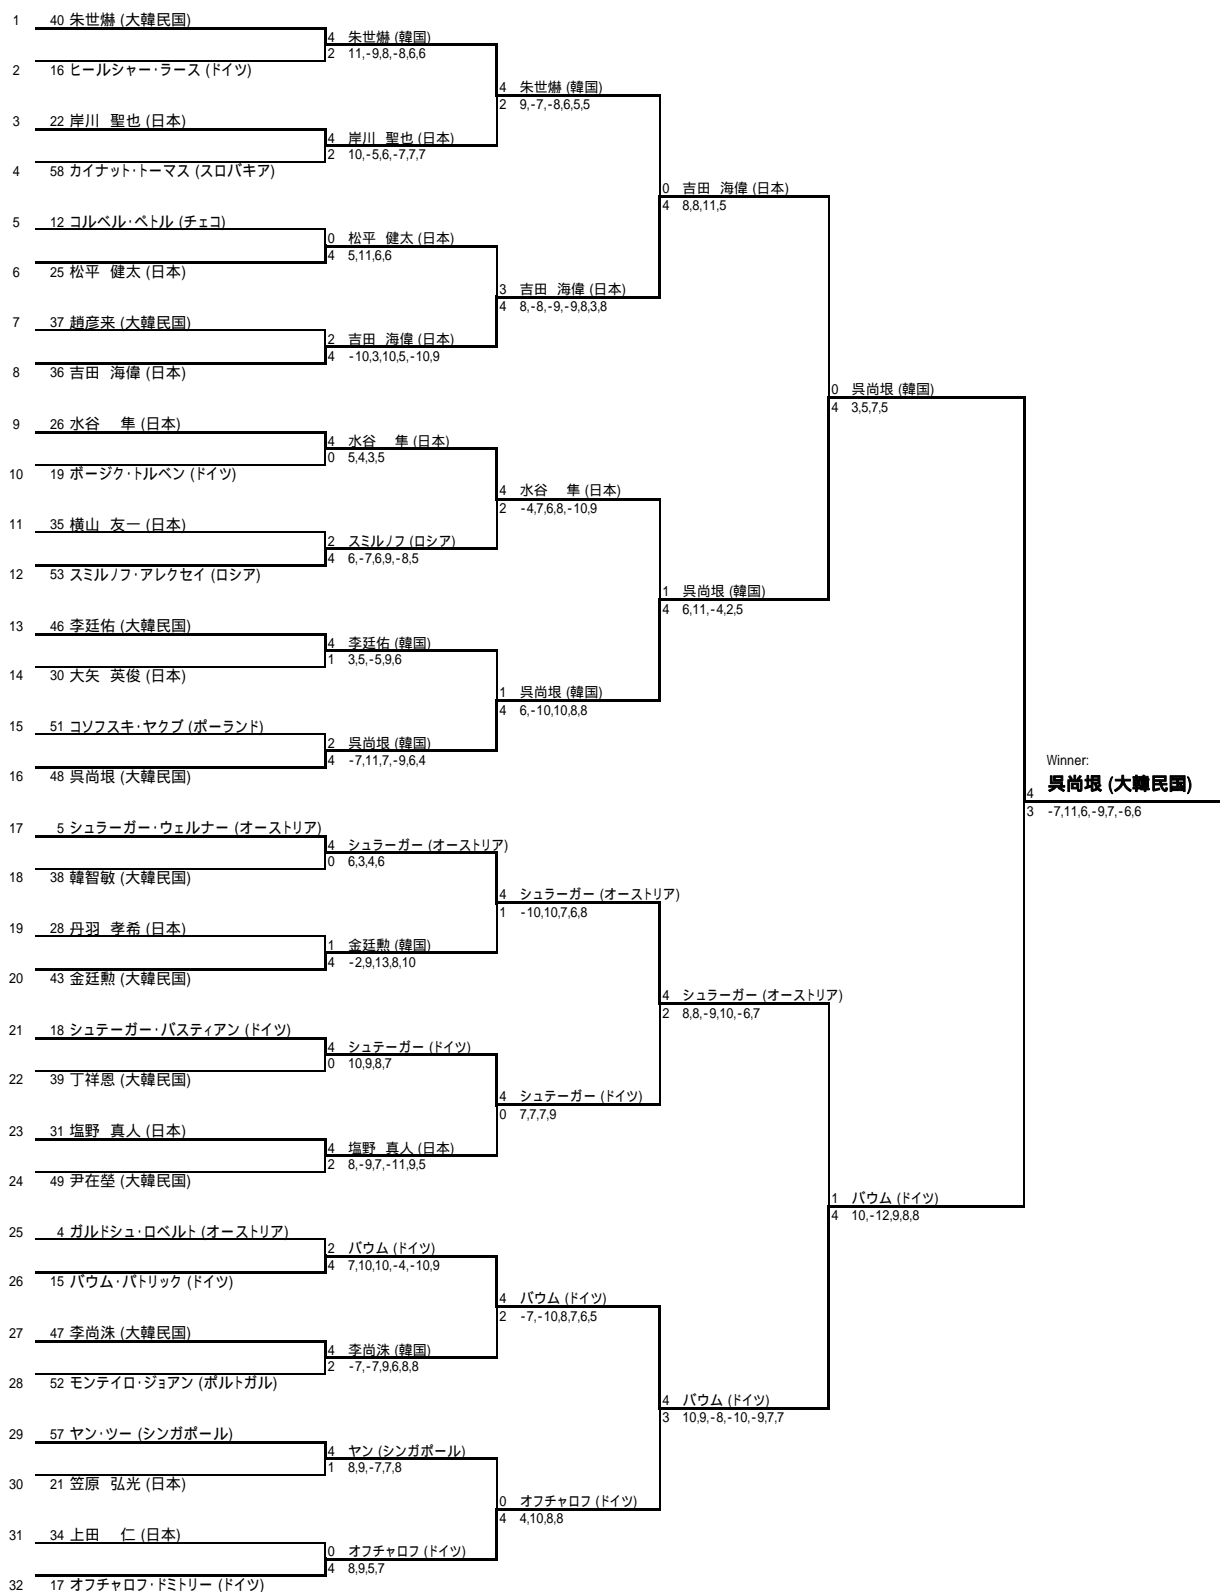 1 40 朱世爀 (大韓民国)
4 朱世爀 (韓国)
2 11,-9,8,-8,6,6
2 16 ヒールシャー・ラース (ドイツ)
4 朱世爀 (韓国)
2 9,-7,-8,6,5,5
3 22 岸川 聖也 (日本)
4 岸川 聖也 (日本)
2 10,-5,6,-7,7,7
4 58 カイナット・トーマス (スロバキア)
0 吉田 海偉 (日本)
4 8,8,11,5
5 12 コルベル・ペトル (チェコ)
0 松平 健太 (日本)
4 5,11,6,6
6 25 松平 健太 (日本)
3 吉田 海偉 (日本)
4 8,-8,-9,-9,8,3,8
7 37 趙彦来 (大韓民国)
2 吉田 海偉 (日本)
4 -10,3,10,5,-10,9
8 36 吉田 海偉 (日本)
0 呉尚垠 (韓国)
4 3,5,7,5
9 26 水谷 隼 (日本)
4 水谷 隼 (日本)
0 5,4,3,5
10 19 ボージク・トルベン (ドイツ)
4 水谷 隼 (日本)
2 -4,7,6,8,-10,9
11 35 横山 友一 (日本)
2 スミルノフ (ロシア)
4 6,-7,6,9,-8,5
12 53 スミルノフ・アレクセイ (ロシア)
1 呉尚垠 (韓国)
4 6,11,-4,2,5
13 46 李廷佑 (大韓民国)
4 李廷佑 (韓国)
1 3,5,-5,9,6
14 30 大矢 英俊 (日本)
1 呉尚垠 (韓国)
4 6,-10,10,8,8
15 51 コソフスキ・ヤクブ (ポーランド)
2 呉尚垠 (韓国)
4 -7,11,7,-9,6,4
16 48 呉尚垠 (大韓民国)
Winner:
4 呉尚垠 (大韓民国)
3 -7,11,6,-9,7,-6,6
17 5 シュラーガー・ウェルナー (オーストリア)
4 シュラーガー (オーストリア)
0 6,3,4,6
18 38 韓智敏 (大韓民国)
4 シュラーガー (オーストリア)
1 -10,10,7,6,8
19 28 丹羽 孝希 (日本)
1 金廷勲 (韓国)
4 -2,9,13,8,10
20 43 金廷勲 (大韓民国)
4 シュラーガー (オーストリア)
2 8,8,-9,10,-6,7
21 18 シュテーガー・バスティアン (ドイツ)
4 シュテーガー (ドイツ)
0 10,9,8,7
22 39 丁祥恩 (大韓民国)
4 シュテーガー (ドイツ)
0 7,7,7,9
23 31 塩野 真人 (日本)
4 塩野 真人 (日本)
2 8,-9,7,-11,9,5
24 49 尹在塋 (大韓民国)
1 バウム (ドイツ)
4 10,-12,9,8,8
25 4 ガルドシュ・ロベルト (オーストリア)
2 バウム (ドイツ)
4 7,10,10,-4,-10,9
26 15 バウム・パトリック (ドイツ)
4 バウム (ドイツ)
2 -7,-10,8,7,6,5
27 47 李尚洙 (大韓民国)
4 李尚洙 (韓国)
2 -7,-7,9,6,8,8
28 52 モンテイロ・ジョアン (ポルトガル)
4 バウム (ドイツ)
3 10,9,-8,-10,-9,7,7
29 57 ヤン・ツー (シンガポール)
4 ヤン (シンガポール)
1 8,9,-7,7,8
30 21 笠原 弘光 (日本)
0 オフチャロフ (ドイツ)
4 4,10,8,8
31 34 上田 仁 (日本)
0 オフチャロフ (ドイツ)
4 8,9,5,7
32 17 オフチャロフ・ドミトリー (ドイツ)